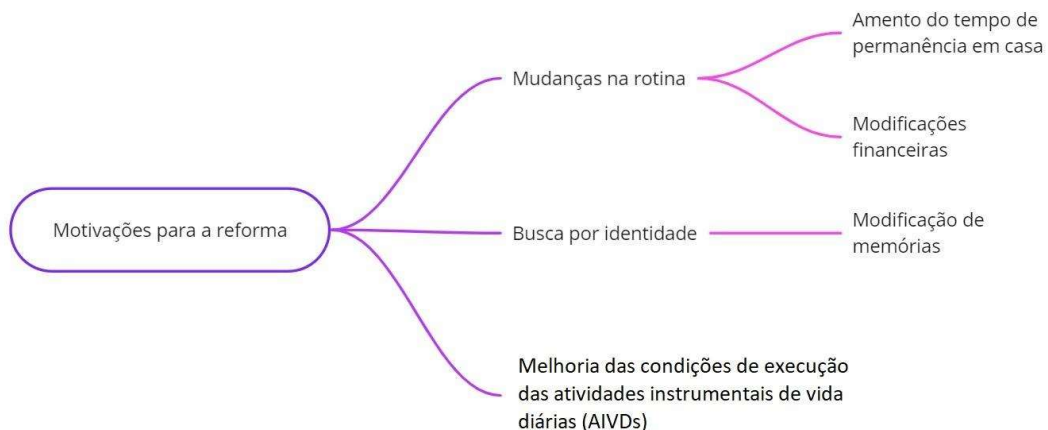 Motivações para a reforma
Mudanças na rotina
Amento do tempo de
permanência em casa
Modificações
financeiras
Busca por identidade
Modificação de
memórias
Melhoria das condições de execução
das atividades instrumentais de vida
diárias (AIVDs)